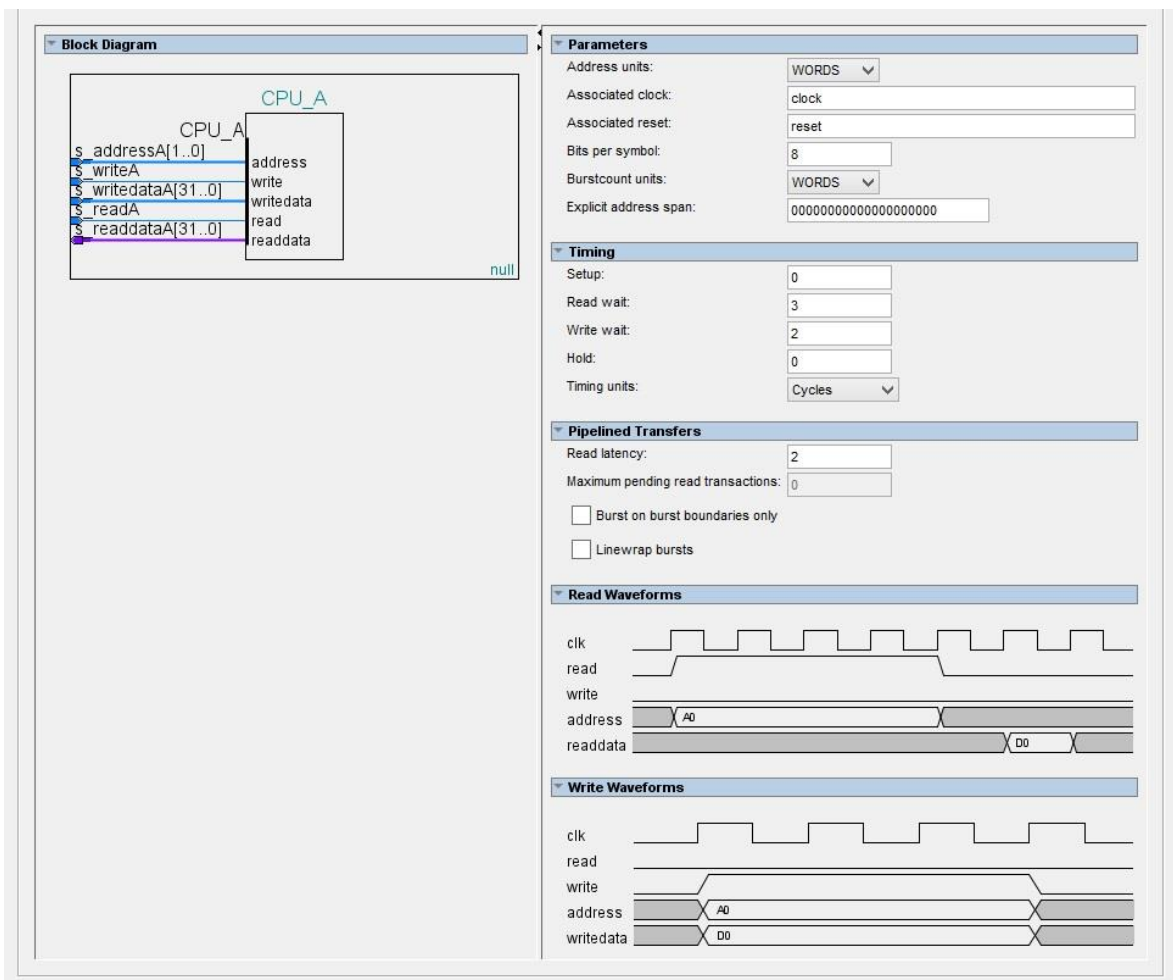 Block Diagram
CPU_A
CPU_A
s_addressA[1..0]
address
s_writeA
write
s_writedataA[31..0]
writedata
s_readA
read
s_readdataA[31..0]
readdata
null
Parameters
Address units: WORDS
Associated clock: clock
Associated reset: reset
Bits per symbol: 8
Burstcount units: WORDS
Explicit address span: 00000000000000000000
Timing
Setup: 0
Read wait: 3
Write wait: 2
Hold: 0
Timing units: Cycles
Pipelined Transfers
Read latency: 2
Maximum pending read transactions: 0
Burst on burst boundaries only
Linewrap bursts
Read Waveforms
clk
read
write
address A0
readdata D0
Write Waveforms
clk
read
write
address A0
writedata D0